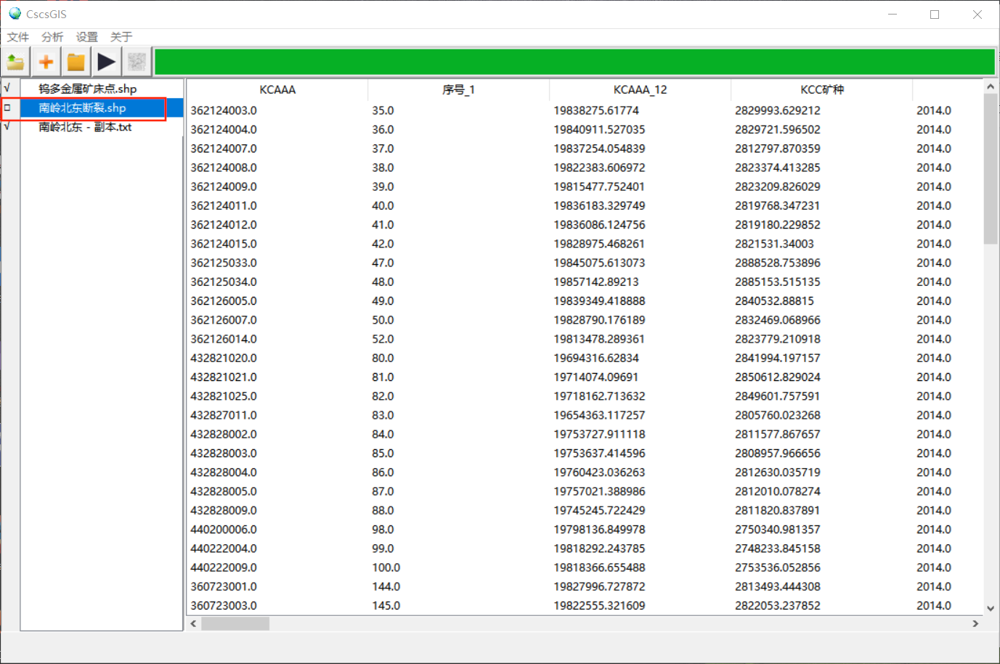 CscsGIS
文件 分析 设置 关于
√ 钨多金属矿床点.shp
南岭北东断裂.shp
√ 南岭北东 - 副本.txt
KCAAA 序号_1 KCAAA_12 KCC矿种
362124003.0 35.0 19838275.61774 2829993.629212 2014.0
362124004.0 36.0 19840911.527035 2829721.596502 2014.0
362124007.0 37.0 19837254.054839 2812797.870359 2014.0
362124008.0 38.0 19822383.606972 2823374.413285 2014.0
362124009.0 39.0 19815477.752401 2823209.826029 2014.0
362124011.0 40.0 19836183.329749 2819768.347231 2014.0
362124012.0 41.0 19836086.124756 2819180.229852 2014.0
362124015.0 42.0 19828975.468261 2821531.34003 2014.0
362125033.0 47.0 19845075.613073 2888528.753896 2014.0
362125034.0 48.0 19857142.89213 2885153.515135 2014.0
362126005.0 49.0 19839349.418888 2840532.88815 2014.0
362126007.0 50.0 19828790.176189 2832469.068966 2014.0
362126014.0 52.0 19813478.289361 2823779.210918 2014.0
432821020.0 80.0 19694316.62834 2841994.197157 2014.0
432821021.0 81.0 19714074.09691 2850612.829024 2014.0
432821025.0 82.0 19718162.713632 2849601.757591 2014.0
432827011.0 83.0 19654363.117257 2805760.023268 2014.0
432828002.0 84.0 19753727.911118 2811577.867657 2014.0
432828003.0 85.0 19753637.414596 2808957.966656 2014.0
432828004.0 86.0 19760423.036263 2812630.035719 2014.0
432828005.0 87.0 19757021.388986 2812010.078274 2014.0
432828009.0 88.0 19745245.722429 2811820.837891 2014.0
440200006.0 98.0 19798136.849978 2750340.981357 2014.0
440222004.0 99.0 19818292.243785 2748233.845158 2014.0
440222009.0 100.0 19818366.655488 2753536.052856 2014.0
360723001.0 144.0 19827996.727872 2813493.444308 2014.0
360723003.0 145.0 19822555.321609 2822053.237852 2014.0